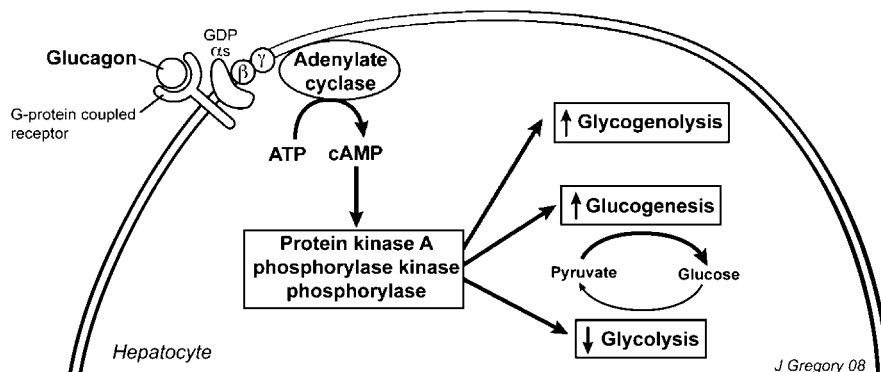 GDP
αs
β
γ
Glucagon
G-protein coupled
receptor
Adenylate
cyclase
ATP
cAMP
Protein kinase A
phosphorylase kinase
phosphorylase
↑ Glycogenolysis
↑ Glucogenesis
Pyruvate
Glucose
↓ Glycolysis
Hepatocyte
J Gregory 08